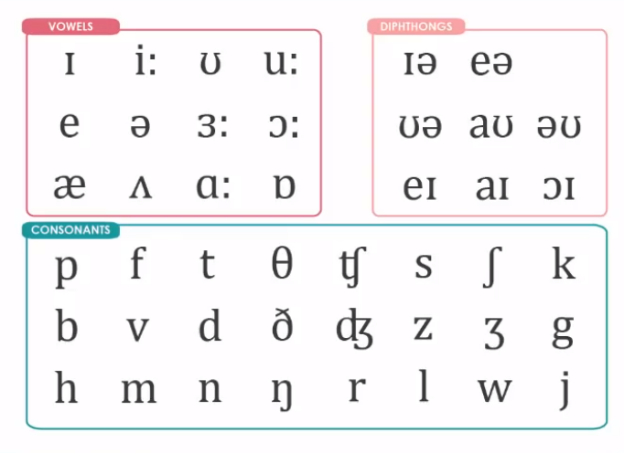 VOWELS
ɪ i: ʊ u:
e ə ɜ: ɔ:
æ ʌ ɑ: ɒ
DIPHTHONGS
ɪə eə
ʊə aʊ əʊ
eɪ aɪ ɔɪ
CONSONANTS
p f t θ ʧ s ʃ k
b v d ð ʤ z ʒ g
h m n ŋ r l w j